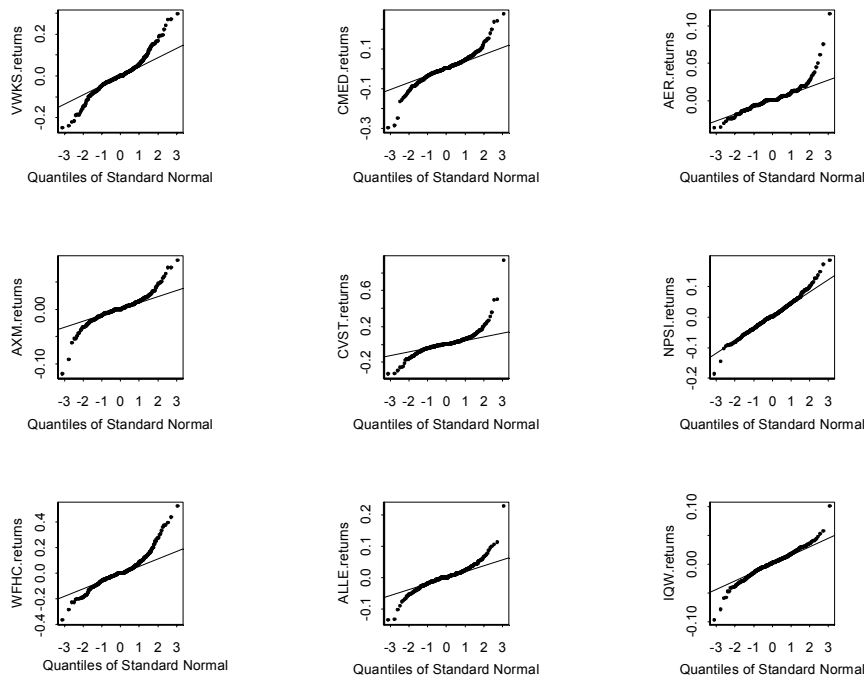 VWKS.returns
-0.2 0.0 0.2
-3 -2 -1 0 1 2 3
Quantiles of Standard Normal
CMED.returns
-0.3 -0.1 0.1
-3 -2 -1 0 1 2 3
Quantiles of Standard Normal
AER.returns
0.00 0.05 0.10
-3 -2 -1 0 1 2 3
Quantiles of Standard Normal
AXM.returns
-0.10 0.00
-3 -2 -1 0 1 2 3
Quantiles of Standard Normal
CVST.returns
-0.2 0.2 0.6
-3 -2 -1 0 1 2 3
Quantiles of Standard Normal
NPSI.returns
-0.2 -0.1 0.0 0.1
-3 -2 -1 0 1 2 3
Quantiles of Standard Normal
WFHC.returns
-0.4 -0.2 0.0 0.2 0.4
-3 -2 -1 0 1 2 3
Quantiles of Standard Normal
ALLE.returns
-0.1 0.0 0.1 0.2
-3 -2 -1 0 1 2 3
Quantiles of Standard Normal
IQW.returns
-0.10 0.00 0.10
-3 -2 -1 0 1 2 3
Quantiles of Standard Normal